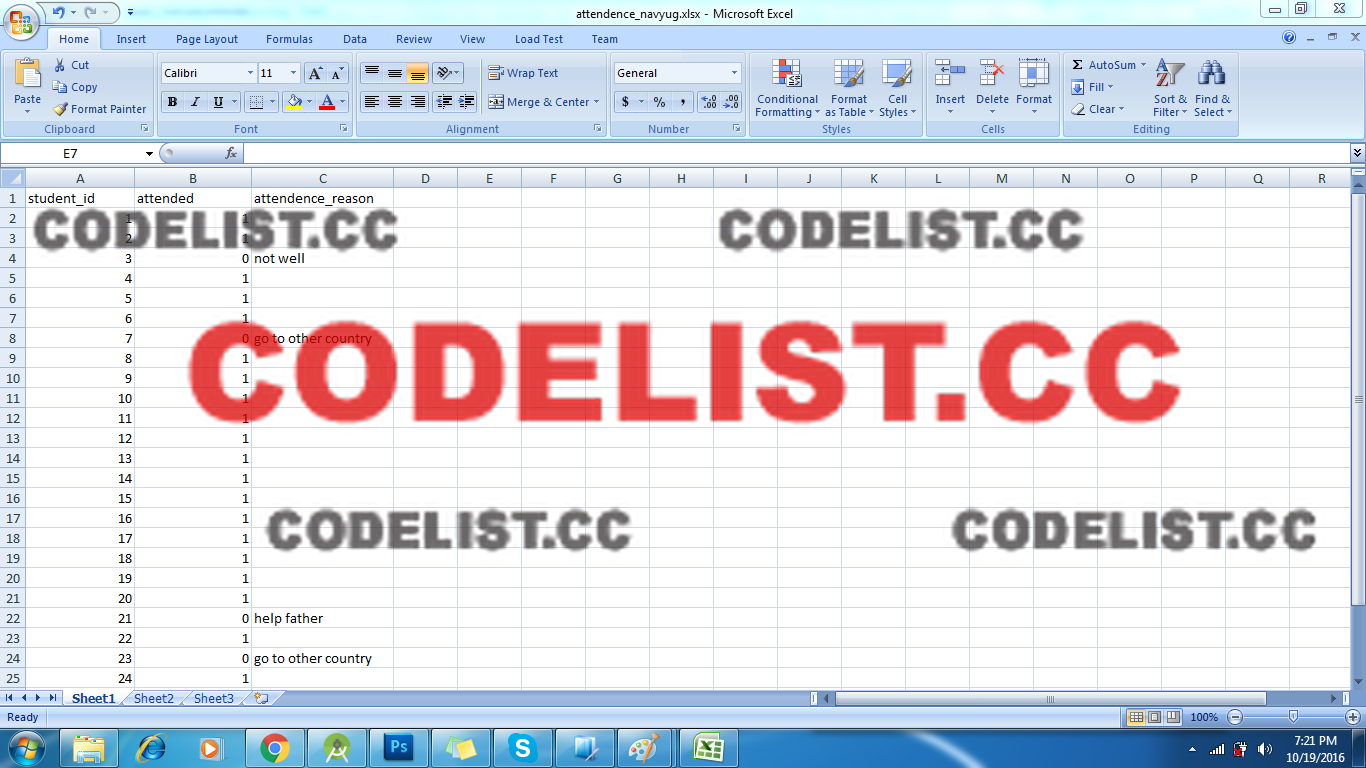 attendence_navyug.xlsx - Microsoft Excel
Home Insert Page Layout Formulas Data Review View Load Test Team
Paste Cut Copy Format Painter
Calibri 11
B I U
Wrap Text
Merge & Center
General
$ % ,
Conditional Formatting Format as Table Cell Styles
Insert Delete Format
Σ AutoSum Fill Clear
Sort & Filter Find & Select
Clipboard Font Alignment Number Styles Cells Editing
E7 fx
A B C D E F G H I J K L M N O P Q R
1 student_id attended attendence_reason
2 1 1
3 2 1
CODELIST.CC CODELIST.CC
4 3 0 not well
5 4 1
6 5 1
7 6 1
8 7 0 go to other country
9 8 1
10 9 1
CODELIST.CC
11 10 1
12 11 1
13 12 1
14 13 1
15 14 1
16 15 1
17 16 1
CODELIST.CC CODELIST.CC
18 17 1
19 18 1
20 19 1
21 20 1
22 21 0 help father
23 22 1
24 23 0 go to other country
25 24 1
Sheet1 Sheet2 Sheet3
Ready 100%
Ps S
7:21 PM
10/19/2016